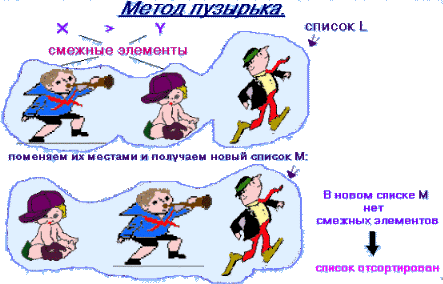 Метод пузырька.
X > Y
список L
смежные элементы
поменяем их местами и получаем новый список M:
В новом списке M
нет
смежных элементов
список отсортирован